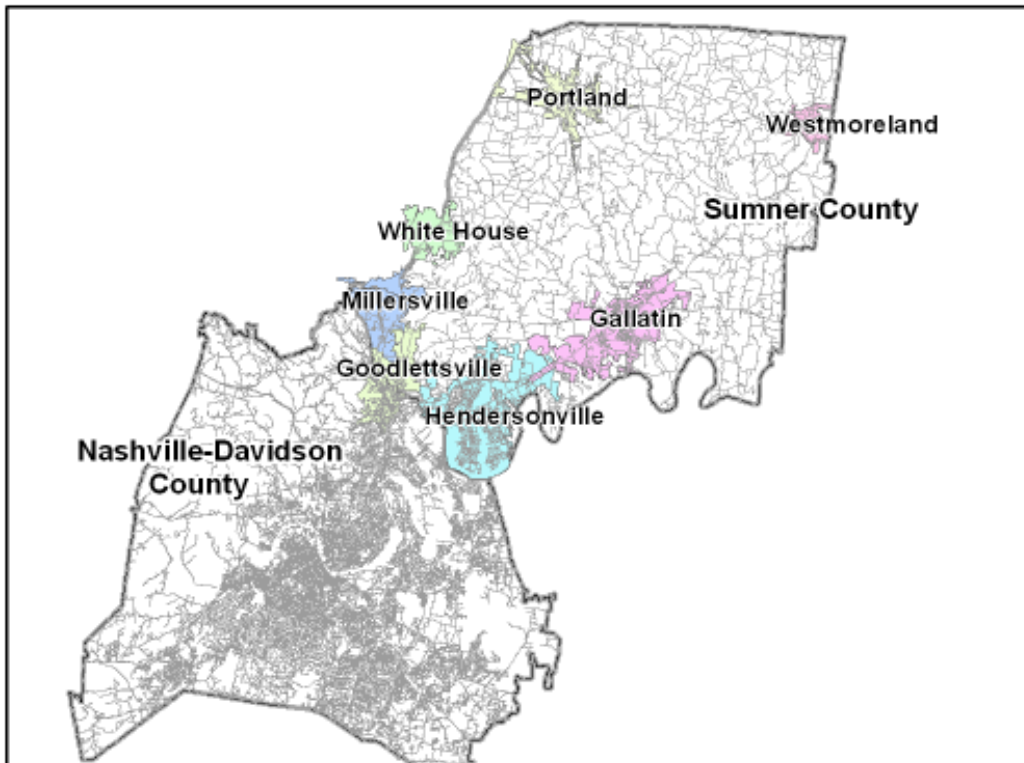 Portland
Westmoreland
Sumner County
White House
Millersville
Gallatin
Goodlettsville
Hendersonville
Nashville-Davidson
County